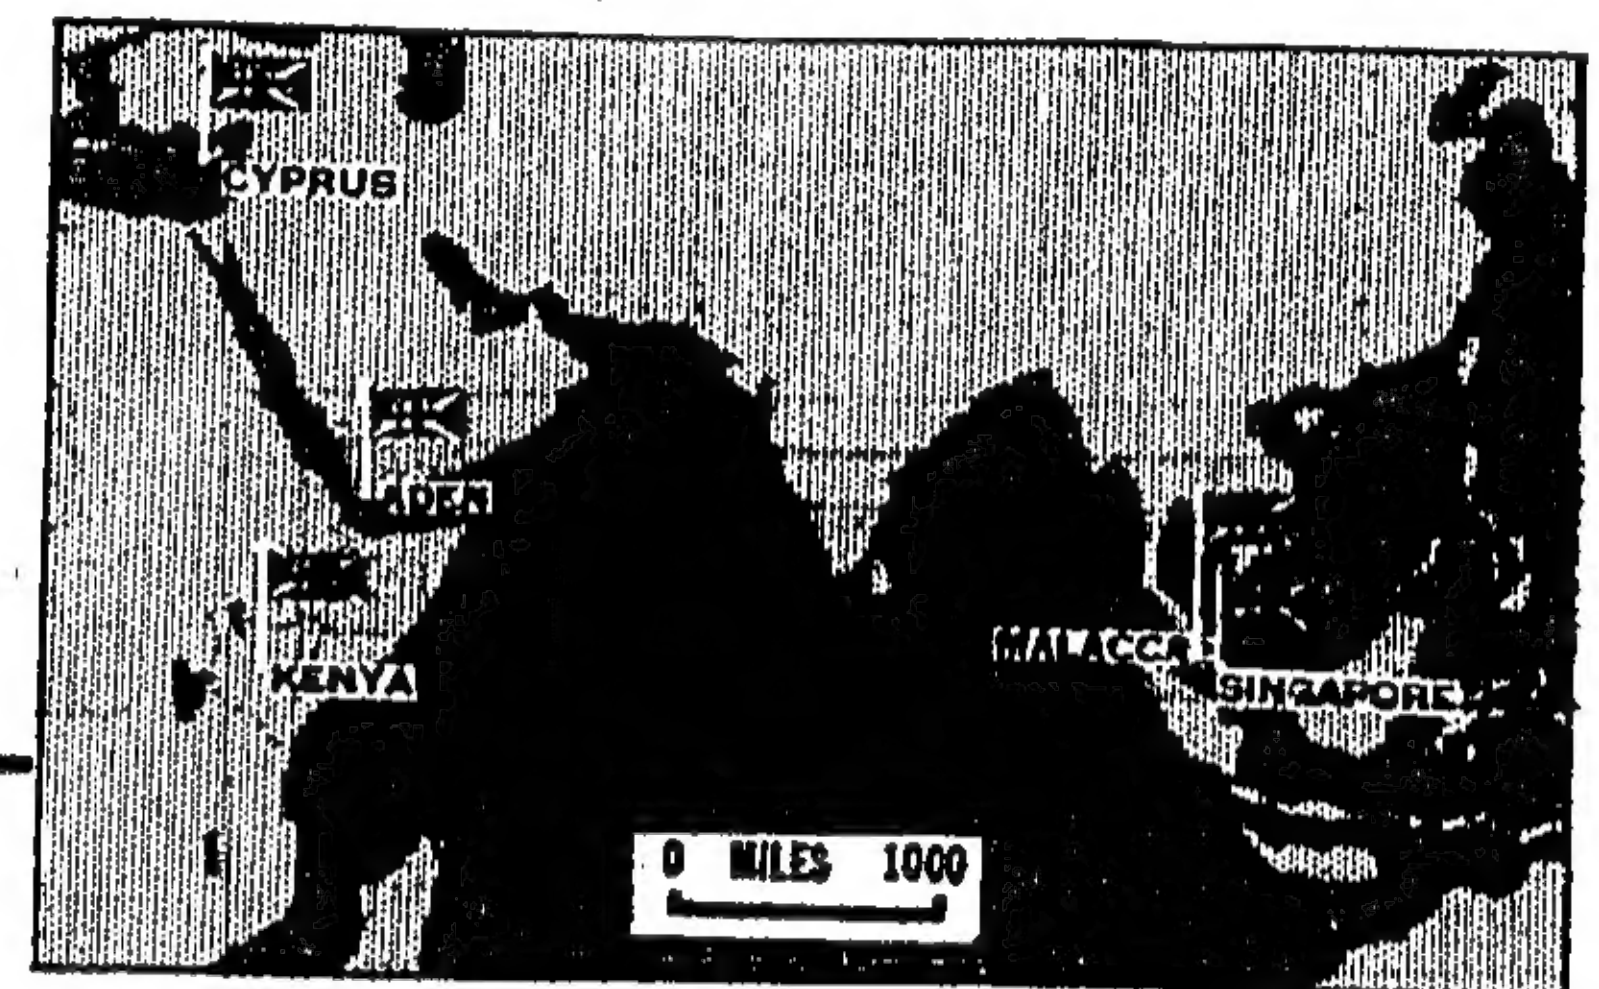 CYPRUS
ADEN
KENYA
MALACCA
SINGAPORE
0 MILES 1000